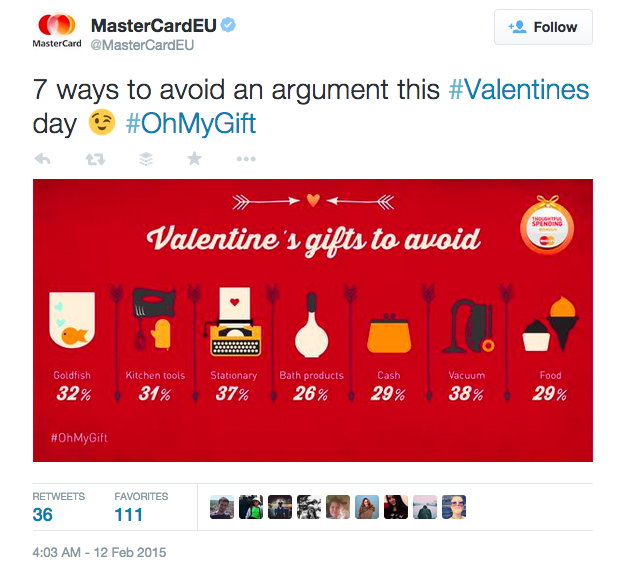 MasterCard
MasterCardEU
@MasterCardEU
Follow
7 ways to avoid an argument this #Valentines
day 😉 #OhMyGift
Valentine's gifts to avoid
THOUGHTFUL
SPENDING
Goldfish
32%
Kitchen tools
31%
Stationary
37%
Bath products
26%
Cash
29%
Vacuum
38%
Food
29%
#OhMyGift
RETWEETS
36
FAVORITES
111
4:03 AM - 12 Feb 2015